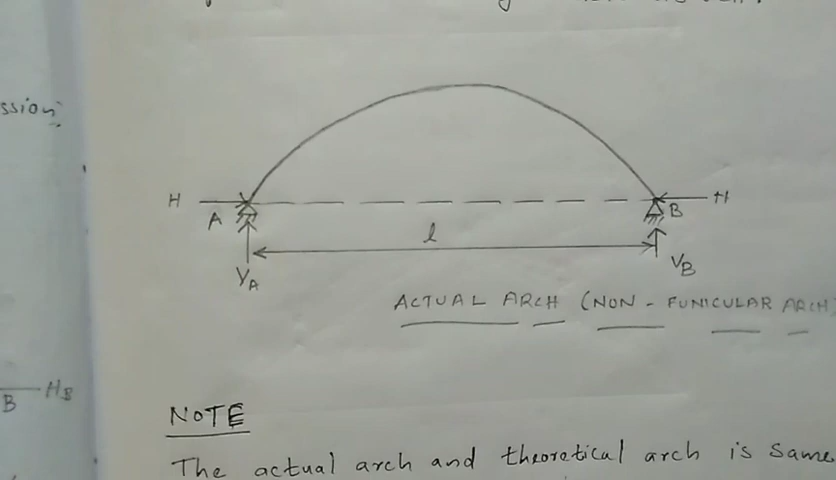 ssion:
H
H
A
B
l
VA
VB
ACTUAL ARCH (NON - FUNICULAR ARCH)
B
HB
NOTE
The actual arch and theoretical arch is same